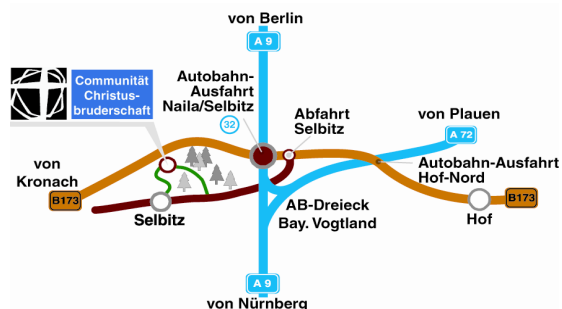 von Berlin
A 9
Communität
Christus-
bruderschaft
Autobahn-
Ausfahrt
Naila/Selbitz
32
Abfahrt
Selbitz
von Plauen
A 72
von
Kronach
B173
Autobahn-Ausfahrt
Hof-Nord
Selbitz
AB-Dreieck
Bay. Vogtland
Hof
B173
A 9
von Nürnberg